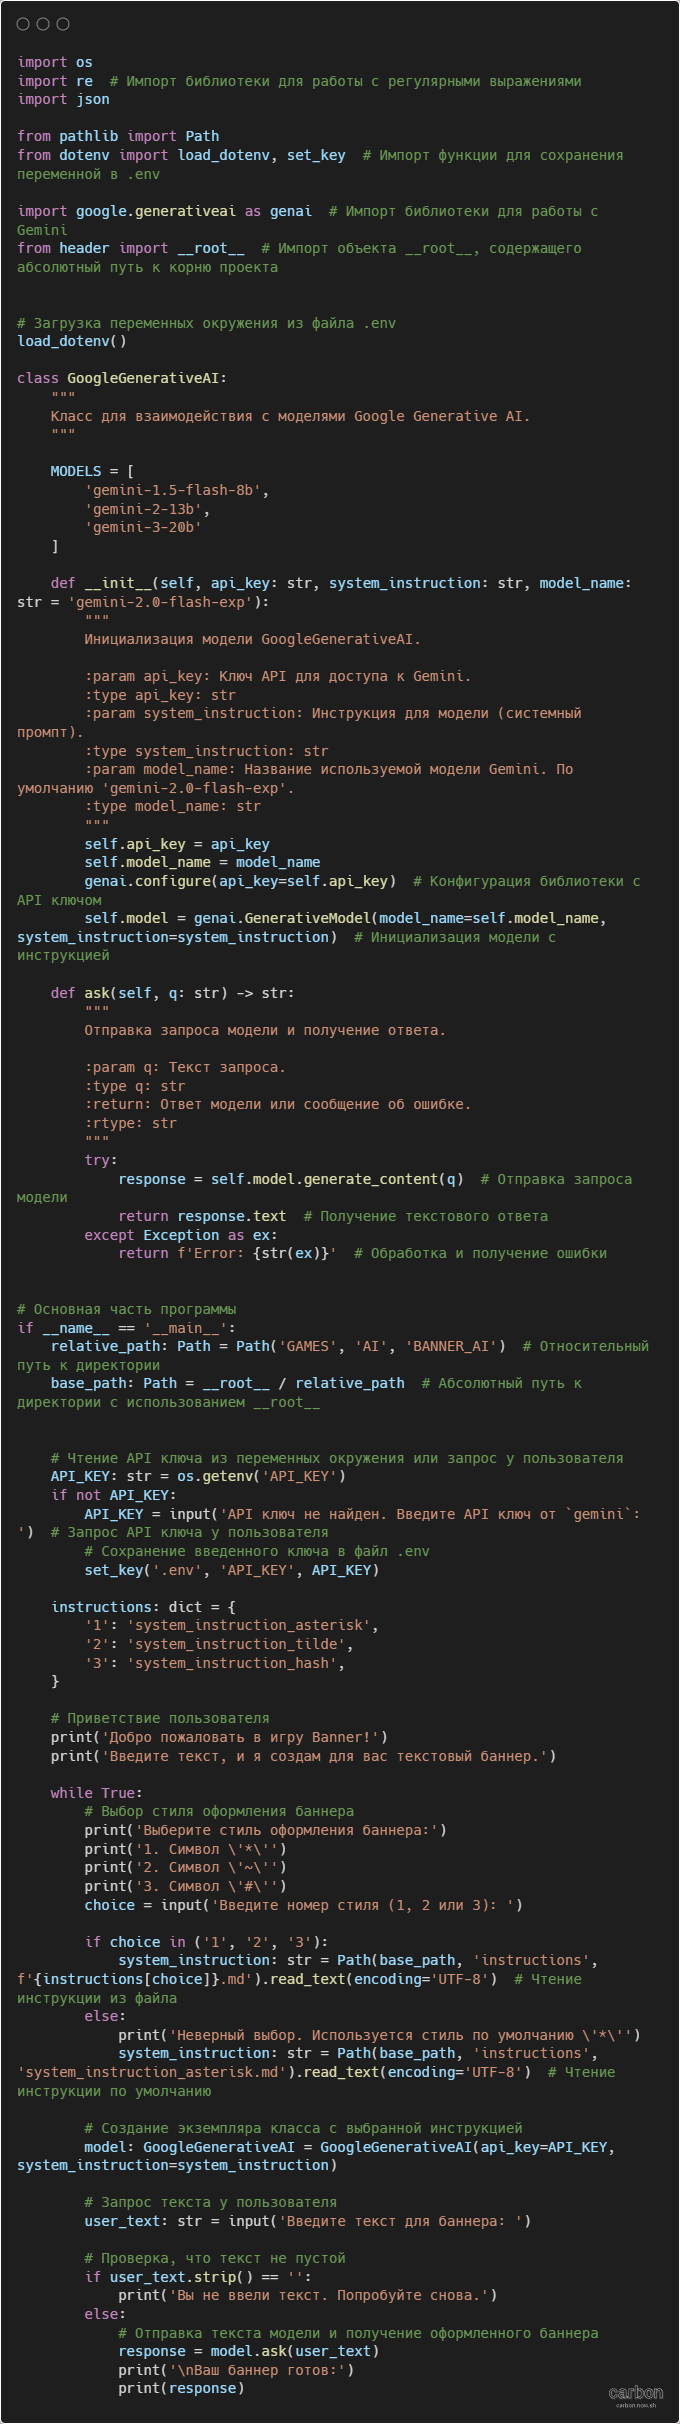 import os
import re  # Импорт библиотеки для работы с регулярными выражениями
import json

from pathlib import Path
from dotenv import load_dotenv, set_key  # Импорт функции для сохранения
переменной в .env

import google.generativeai as genai  # Импорт библиотеки для работы с
Gemini
from header import __root__  # Импорт объекта __root__, содержащего
абсолютный путь к корню проекта


# Загрузка переменных окружения из файла .env
load_dotenv()

class GoogleGenerativeAI:
    """
    Класс для взаимодействия с моделями Google Generative AI.
    """

    MODELS = [
        'gemini-1.5-flash-8b',
        'gemini-2-13b',
        'gemini-3-20b'
    ]

    def __init__(self, api_key: str, system_instruction: str, model_name:
str = 'gemini-2.0-flash-exp'):
        """
        Инициализация модели GoogleGenerativeAI.

        :param api_key: Ключ API для доступа к Gemini.
        :type api_key: str
        :param system_instruction: Инструкция для модели (системный
промпт).
        :type system_instruction: str
        :param model_name: Название используемой модели Gemini. По
умолчанию 'gemini-2.0-flash-exp'.
        :type model_name: str
        """
        self.api_key = api_key
        self.model_name = model_name
        genai.configure(api_key=self.api_key)  # Конфигурация библиотеки с
API ключом
        self.model = genai.GenerativeModel(model_name=self.model_name,
system_instruction=system_instruction)  # Инициализация модели с
инструкцией

    def ask(self, q: str) -> str:
        """
        Отправка запроса модели и получение ответа.

        :param q: Текст запроса.
        :type q: str
        :return: Ответ модели или сообщение об ошибке.
        :rtype: str
        """
        try:
            response = self.model.generate_content(q)  # Отправка запроса
модели
            return response.text  # Получение текстового ответа
        except Exception as ex:
            return f'Error: {str(ex)}'  # Обработка и получение ошибки


# Основная часть программы
if __name__ == '__main__':
    relative_path: Path = Path('GAMES', 'AI', 'BANNER_AI')  # Относительный
путь к директории
    base_path: Path = __root__ / relative_path  # Абсолютный путь к
директории с использованием __root__


    # Чтение API ключа из переменных окружения или запрос у пользователя
    API_KEY: str = os.getenv('API_KEY')
    if not API_KEY:
        API_KEY = input('API ключ не найден. Введите API ключ от `gemini`:
')  # Запрос API ключа у пользователя
        # Сохранение введенного ключа в файл .env
        set_key('.env', 'API_KEY', API_KEY)

    instructions: dict = {
        '1': 'system_instruction_asterisk',
        '2': 'system_instruction_tilde',
        '3': 'system_instruction_hash',
    }

    # Приветствие пользователя
    print('Добро пожаловать в игру Banner!')
    print('Введите текст, и я создам для вас текстовый баннер.')

    while True:
        # Выбор стиля оформления баннера
        print('Выберите стиль оформления баннера:')
        print('1. Символ \'*\'')
        print('2. Символ \'~\'')
        print('3. Символ \'#\'')
        choice = input('Введите номер стиля (1, 2 или 3): ')

        if choice in ('1', '2', '3'):
            system_instruction: str = Path(base_path, 'instructions',
f'{instructions[choice]}.md').read_text(encoding='UTF-8')  # Чтение
инструкции из файла
        else:
            print('Неверный выбор. Используется стиль по умолчанию \'*\'')
            system_instruction: str = Path(base_path, 'instructions',
'system_instruction_asterisk.md').read_text(encoding='UTF-8')  # Чтение
инструкции по умолчанию

        # Создание экземпляра класса с выбранной инструкцией
        model: GoogleGenerativeAI = GoogleGenerativeAI(api_key=API_KEY,
system_instruction=system_instruction)

        # Запрос текста у пользователя
        user_text: str = input('Введите текст для баннера: ')

        # Проверка, что текст не пустой
        if user_text.strip() == '':
            print('Вы не ввели текст. Попробуйте снова.')
        else:
            # Отправка текста модели и получение оформленного баннера
            response = model.ask(user_text)
            print('\nВаш баннер готов:')
            print(response)
carbon
carbon.now.sh